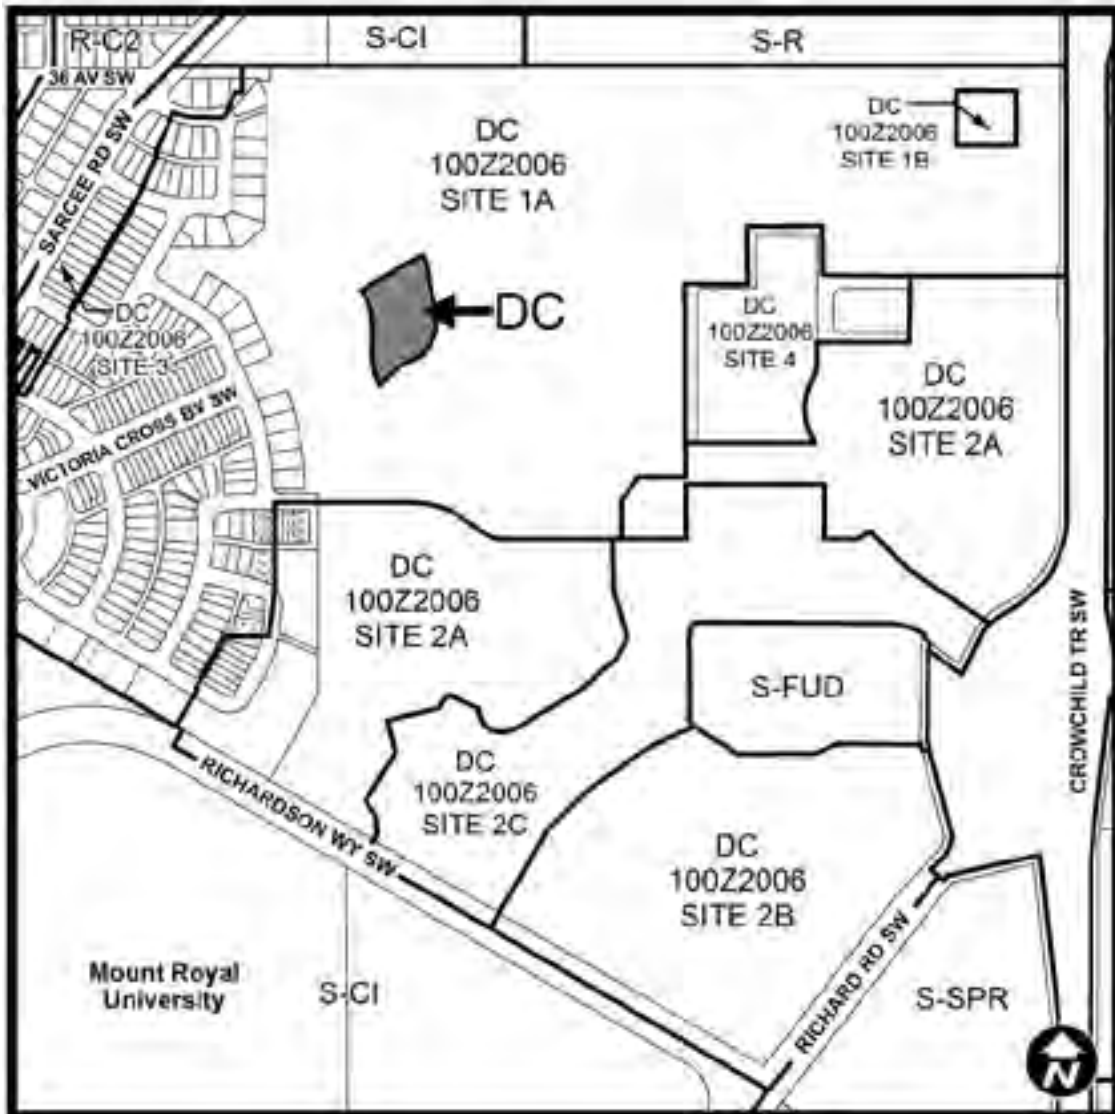 R-C2
S-CI
S-R
36 AV SW
SARCEE RD SW
DC
100Z2006
SITE 1A
DC
100Z2006
SITE 1B
DC
DC
100Z2006
SITE 3
DC
100Z2006
SITE 4
DC
100Z2006
SITE 2A
VICTORIA CROSS BV SW
DC
100Z2006
SITE 2A
S-FUD
CROWCHILD TR SW
DC
100Z2006
SITE 2C
RICHARDSON WY SW
DC
100Z2006
SITE 2B
RICHARD RD SW
Mount Royal
University
S-CI
S-SPR
N